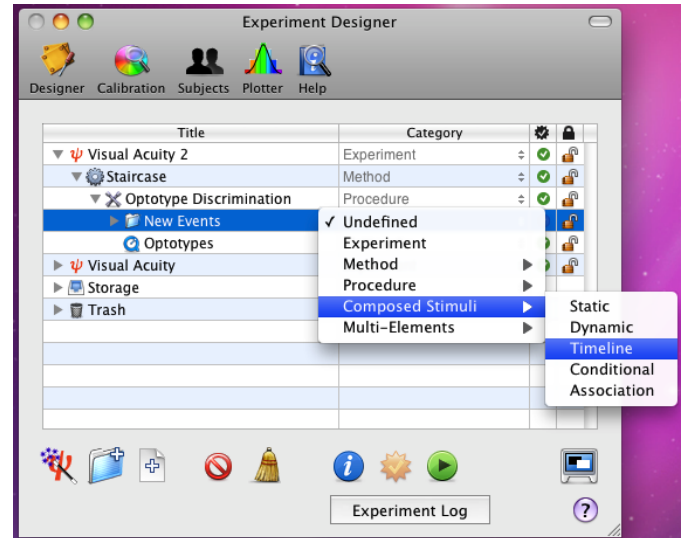 Experiment Designer
Designer Calibration Subjects Plotter Help
Title Category
Visual Acuity 2 Experiment
Staircase Method
Optotype Discrimination Procedure
New Events
Optotypes
Visual Acuity
Storage
Trash
✓ Undefined
Experiment
Method
Procedure
Composed Stimuli
Multi-Elements
Static
Dynamic
Timeline
Conditional
Association
Experiment Log